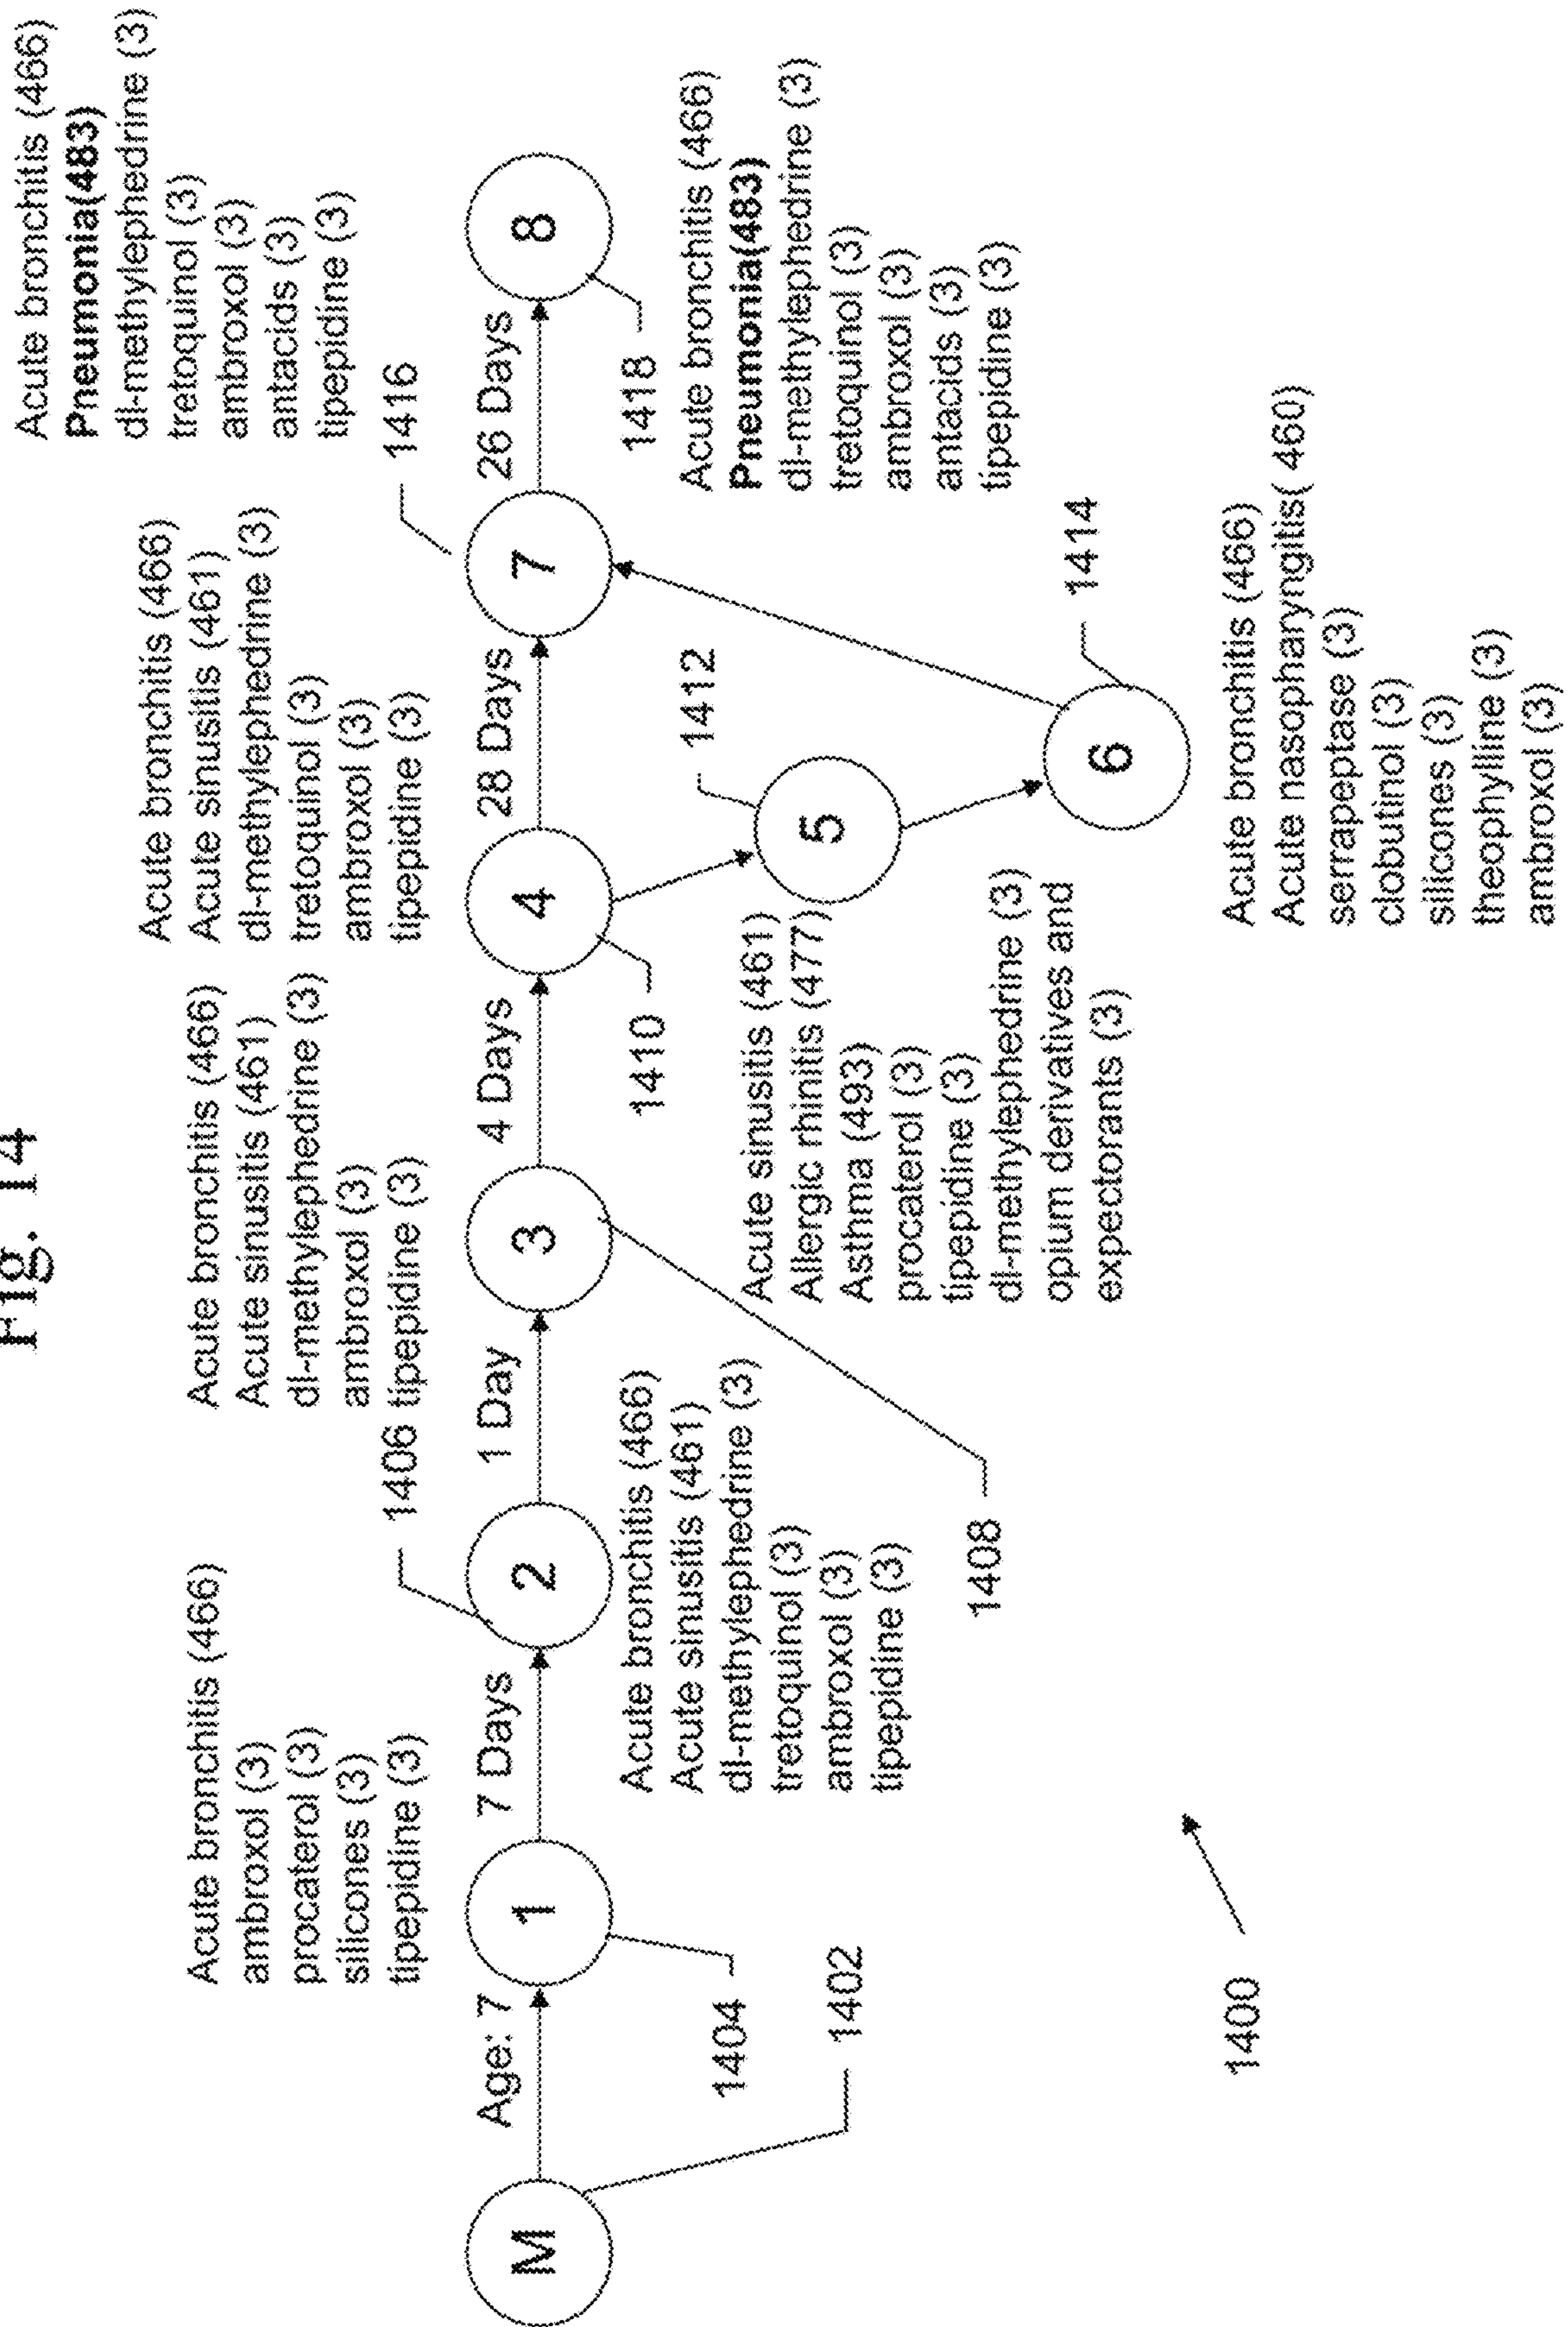 Fig. 14
Acute bronchitis (466)
ambroxol (3)
procaterol (3)
silicones (3)
tipepidine (3)
Acute bronchitis (466)
Acute sinusitis (461)
dl-methylephedrine (3)
ambroxol (3)
tipepidine (3)
Acute bronchitis (466)
Acute sinusitis (461)
dl-methylephedrine (3)
tretoquinol (3)
ambroxol (3)
tipepidine (3)
Acute bronchitis (466)
Pneumonia(483)
dl-methylephedrine (3)
tretoquinol (3)
ambroxol (3)
antacids (3)
tipepidine (3)
1406
1416
Age: 7
7 Days
1 Day
4 Days
28 Days
26 Days
M
1
2
3
4
7
8
1404
1402
Acute bronchitis (466)
Acute sinusitis (461)
dl-methylephedrine (3)
tretoquinol (3)
ambroxol (3)
tipepidine (3)
1408
1410
1412
5
1418
Acute sinusitis (461)
Allergic rhinitis (477)
Asthma (493)
procaterol (3)
tipepidine (3)
dl-methylephedrine (3)
opium derivatives and
expectorants (3)
Acute bronchitis (466)
Pneumonia(483)
dl-methylephedrine (3)
tretoquinol (3)
ambroxol (3)
antacids (3)
tipepidine (3)
6
1414
Acute bronchitis (466)
Acute nasopharyngitis( 460)
serrapeptase (3)
clobutinol (3)
silicones (3)
theophylline (3)
ambroxol (3)
1400